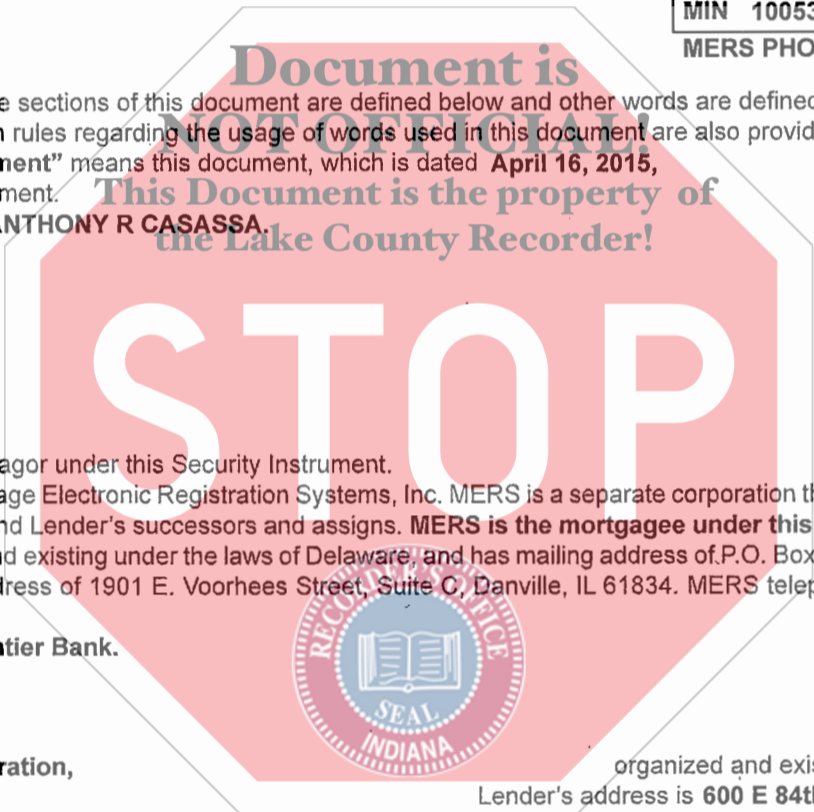 MIN 10053
MERS PHO
Document is
e sections of this document are defined below and other words are defined
n rules regarding the usage of words used in this document are also provid
NOT OFFICIAL!
ment" means this document, which is dated April 16, 2015,
ment.
This Document is the property of
ANTHONY R CASASSA.
the Lake County Recorder!
STOP
agor under this Security Instrument.
age Electronic Registration Systems, Inc. MERS is a separate corporation th
nd Lender's successors and assigns. MERS is the mortgagee under this
d existing under the laws of Delaware, and has mailing address of P.O. Box
dress of 1901 E. Voorhees Street, Suite C, Danville, IL 61834. MERS telep
RECORDER'S OFFICE
tier Bank.
SEAL
INDIANA
ration,
organized and exis
Lender's address is 600 E 84th